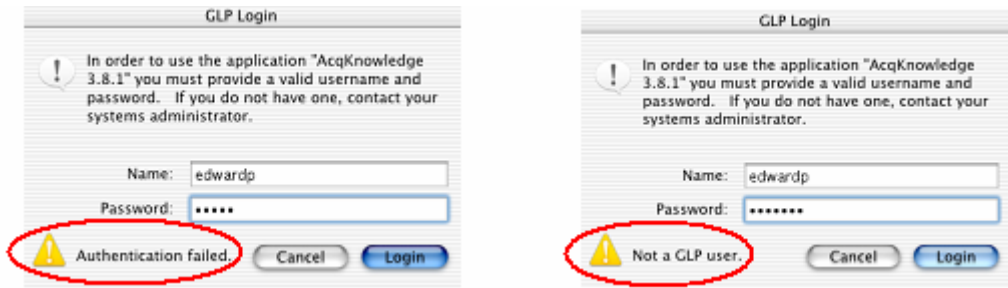 GLP Login
In order to use the application "AcqKnowledge
3.8.1" you must provide a valid username and
password. If you do not have one, contact your
systems administrator.
Name: edwardp
Password: •••••
Authentication failed. Cancel Login
GLP Login
In order to use the application "AcqKnowledge
3.8.1" you must provide a valid username and
password. If you do not have one, contact your
systems administrator.
Name: edwardp
Password: •••••••
Not a GLP user. Cancel Login